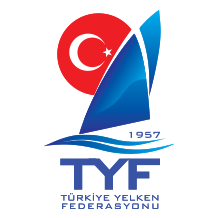 1957
TYF
TÜRKİYE YELKEN
FEDERASYONU